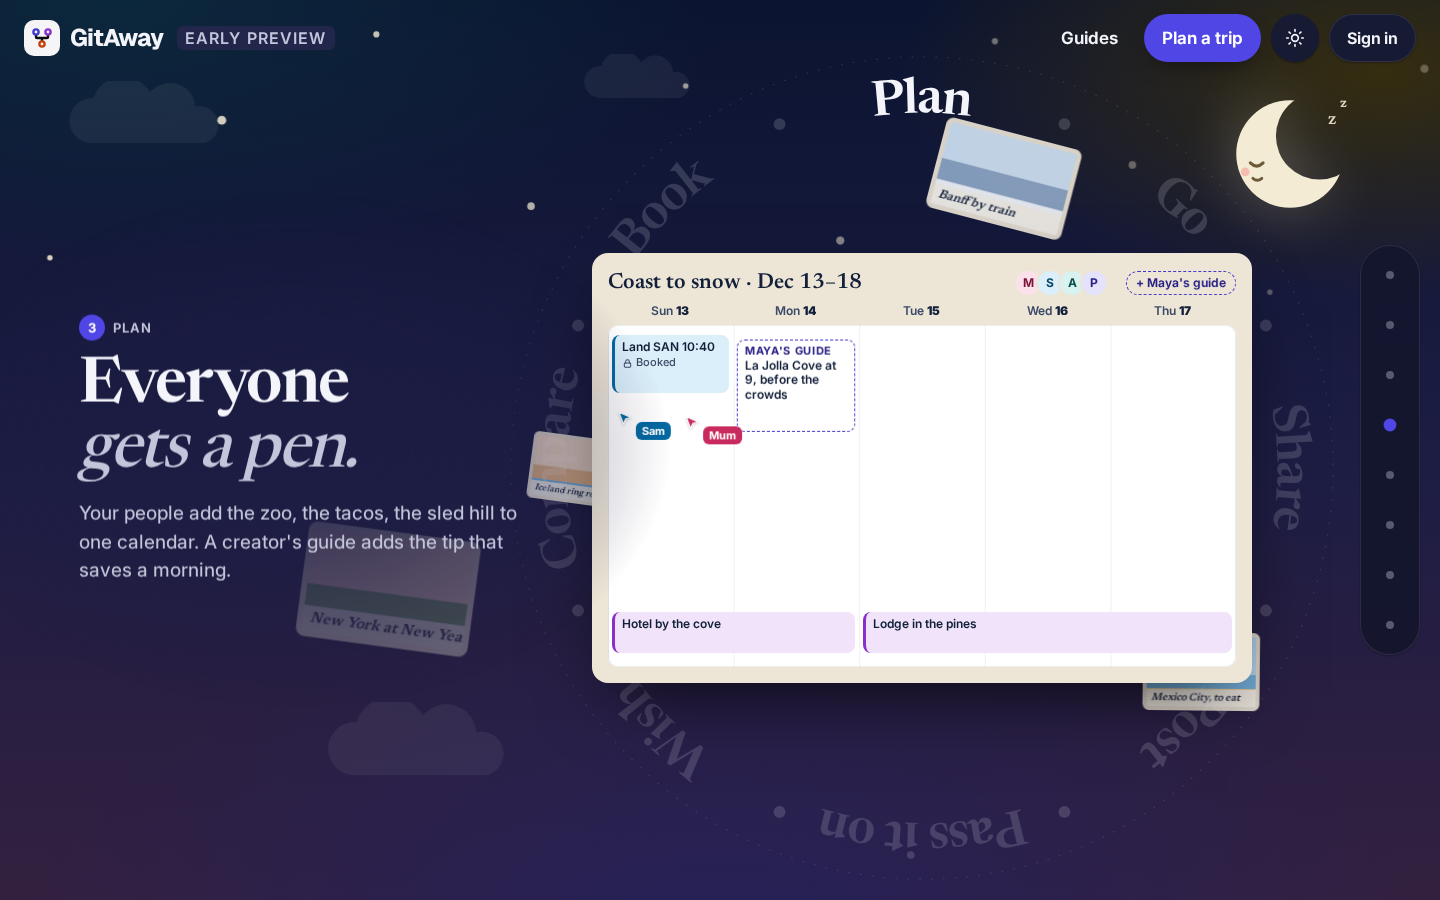 GitAway
EARLY PREVIEW
Guides
Plan a trip
Sign in
Plan
z
z
Book
Go
Banff by train
Coast to snow · Dec 13–18
M S A P
+ Maya's guide
Sun 13
Mon 14
Tue 15
Wed 16
Thu 17
3 PLAN
Everyone
gets a pen.
Your people add the zoo, the tacos, the sled hill to
one calendar. A creator's guide adds the tip that
saves a morning.
Land SAN 10:40
Booked
MAYA'S GUIDE
La Jolla Cove at
9, before the
crowds
Sam
Mum
Share
Iceland ring
New York at New Yea
Hotel by the cove
Lodge in the pines
Mexico City, to eat
Wish
Post
Pass it on